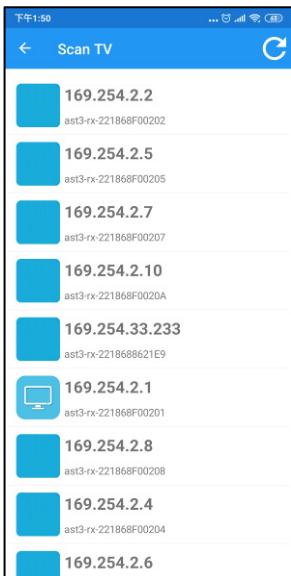 下午1:50 ... 63
Scan TV
169.254.2.2
ast3-rx-221868F00202
169.254.2.5
ast3-rx-221868F00205
169.254.2.7
ast3-rx-221868F00207
169.254.2.10
ast3-rx-221868F0020A
169.254.33.233
ast3-rx-2218688621E9
169.254.2.1
ast3-rx-221868F00201
169.254.2.8
ast3-rx-221868F00208
169.254.2.4
ast3-rx-221868F00204
169.254.2.6